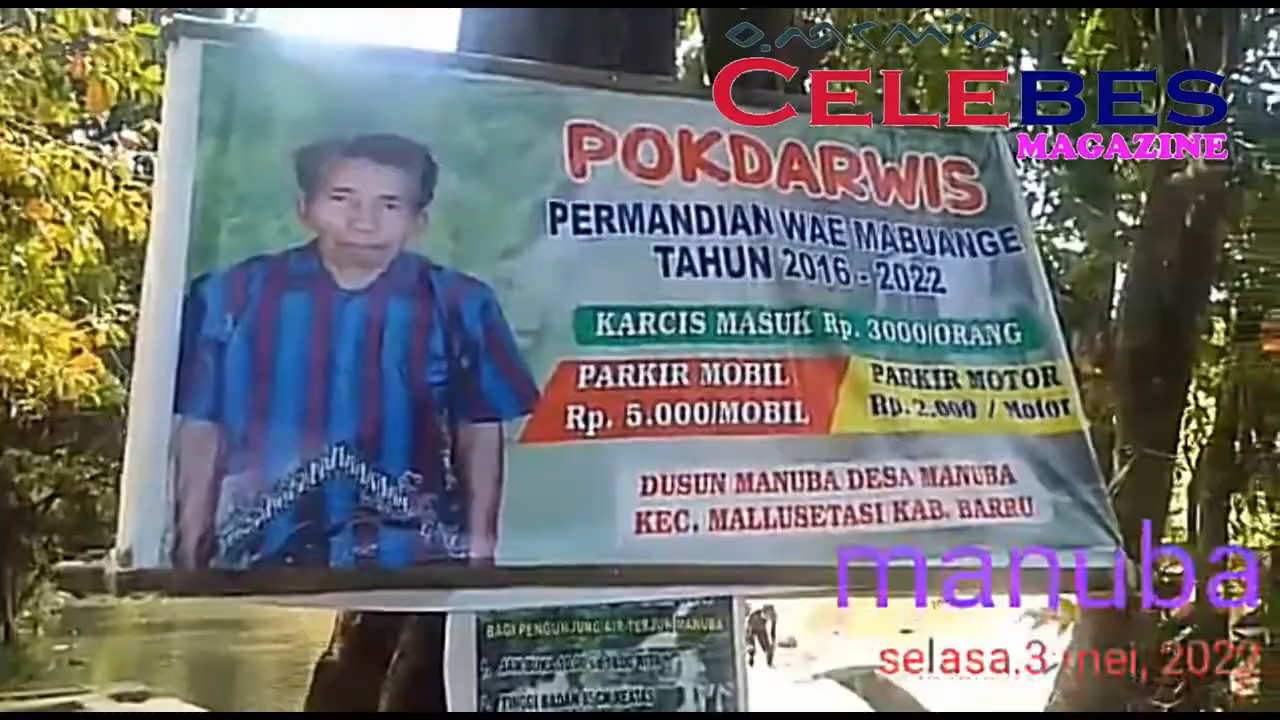 CELEBES
MAGAZINE
POKDARWIS
PERMANDIAN WAE MABUANGE
TAHUN 2016 - 2022
KARCIS MASUK Rp. 3000/ORANG
PARKIR MOBIL
Rp. 5.000/MOBIL
PARKIR MOTOR
Rp. 2.000 / Motor
DUSUN MANUBA DESA MANUBA
KEC. MALLUSETASI KAB. BARRU
manuba
selasa.3 mei, 2022
BAGI PENGUNJUNG AIR TERJUN MANUBA
TINGGI BADAN